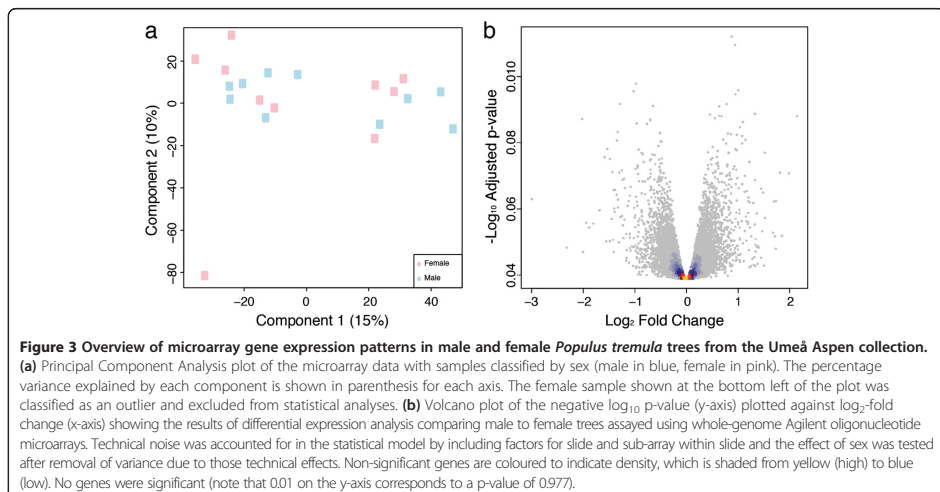 a
20
0
-20
-40
-60
-80
Component 2 (10%)
Female
Male
−20
0
20
40
Component 1 (15%)
b
0.010
0.08
0.06
0.04
-Log10 Adjusted p-value
−3
−2
−1
0
1
2
Log2 Fold Change
Figure 3 Overview of microarray gene expression patterns in male and female Populus tremula trees from the Umeå Aspen collection.
(a) Principal Component Analysis plot of the microarray data with samples classified by sex (male in blue, female in pink). The percentage
variance explained by each component is shown in parenthesis for each axis. The female sample shown at the bottom left of the plot was
classified as an outlier and excluded from statistical analyses. (b) Volcano plot of the negative log10 p-value (y-axis) plotted against log2-fold
change (x-axis) showing the results of differential expression analysis comparing male to female trees assayed using whole-genome Agilent oligonucleotide
microarrays. Technical noise was accounted for in the statistical model by including factors for slide and sub-array within slide and the effect of sex was tested
after removal of variance due to those technical effects. Non-significant genes are coloured to indicate density, which is shaded from yellow (high) to blue
(low). No genes were significant (note that 0.01 on the y-axis corresponds to a p-value of 0.977).